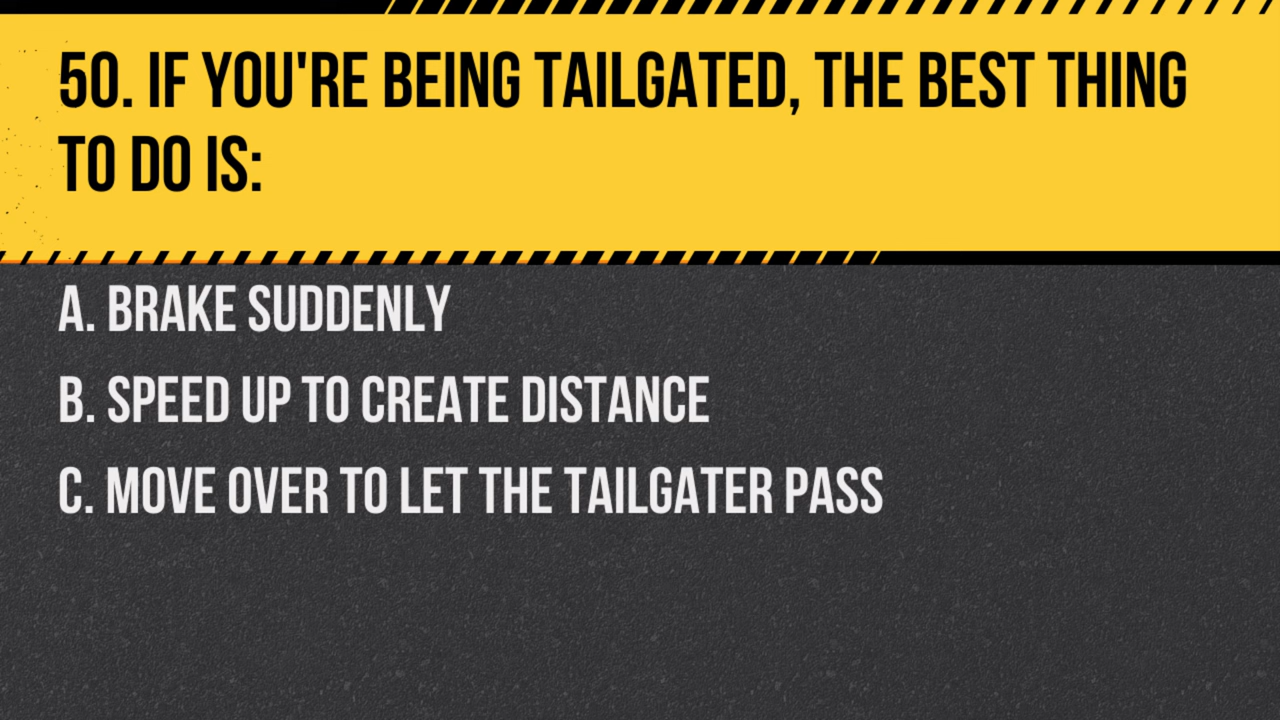 50. IF YOU'RE BEING TAILGATED, THE BEST THING
TO DO IS:
A. BRAKE SUDDENLY
B. SPEED UP TO CREATE DISTANCE
C. MOVE OVER TO LET THE TAILGATER PASS